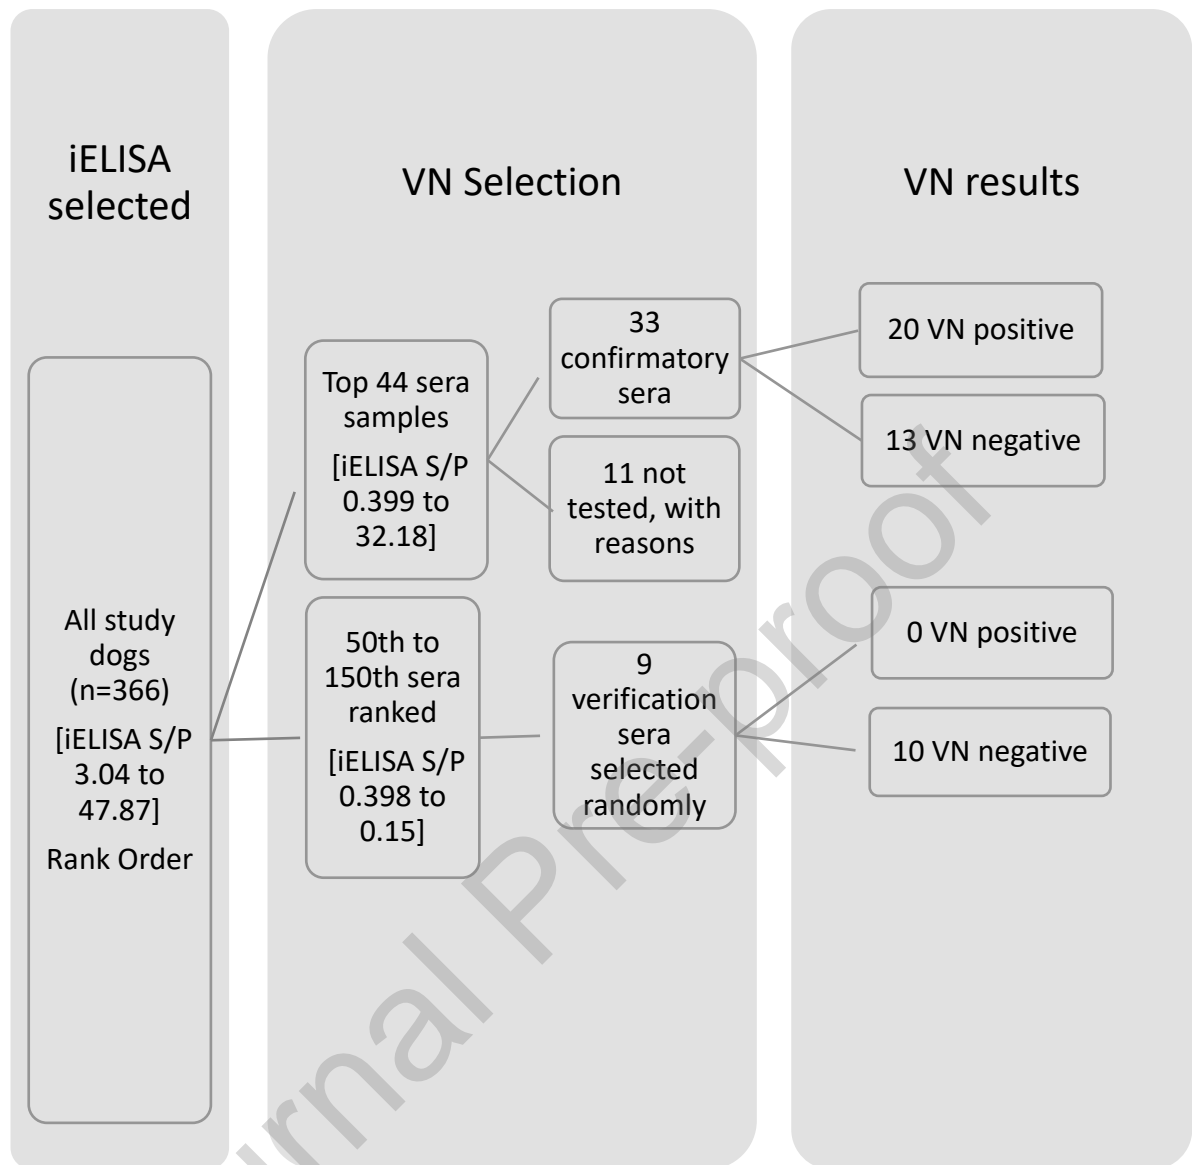 iELISA
selected
VN Selection
VN results
All study
dogs
(n=366)
[iELISA S/P
3.04 to
47.87]
Rank Order
Top 44 sera
samples
[iELISA S/P
0.399 to
32.18]
50th to
150th sera
ranked
[iELISA S/P
0.398 to
0.15]
33
confirmatory
sera
11 not
tested, with
reasons
9
verification
sera
selected
randomly
20 VN positive
13 VN negative
0 VN positive
10 VN negative
urnal Pre-proof